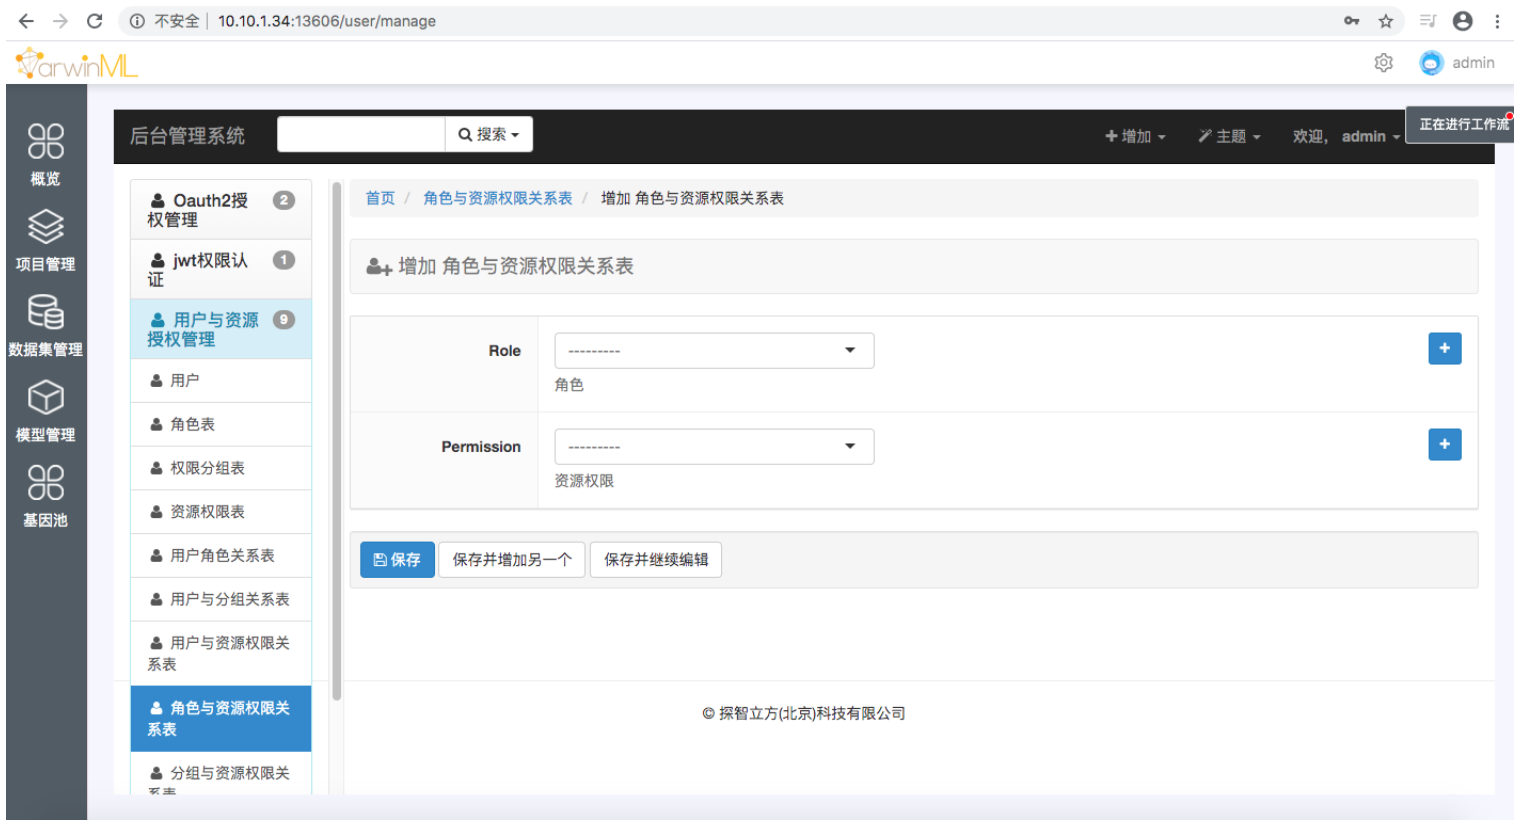 不安全 | 10.10.1.34:13606/user/manage
arwinML
admin
概览
项目管理
数据集管理
模型管理
基因池
后台管理系统
搜索
增加
主题
欢迎， admin
正在进行工作流
Oauth2授
权管理
2
jwt权限认
证
1
用户与资源
授权管理
9
用户
角色表
权限分组表
资源权限表
用户角色关系表
用户与分组关系表
用户与资源权限关
系表
角色与资源权限关
系表
分组与资源权限关
系表
首页 / 角色与资源权限关系表 / 增加 角色与资源权限关系表
增加 角色与资源权限关系表
Role
---------
角色
Permission
---------
资源权限
保存
保存并增加另一个
保存并继续编辑
© 探智立方(北京)科技有限公司